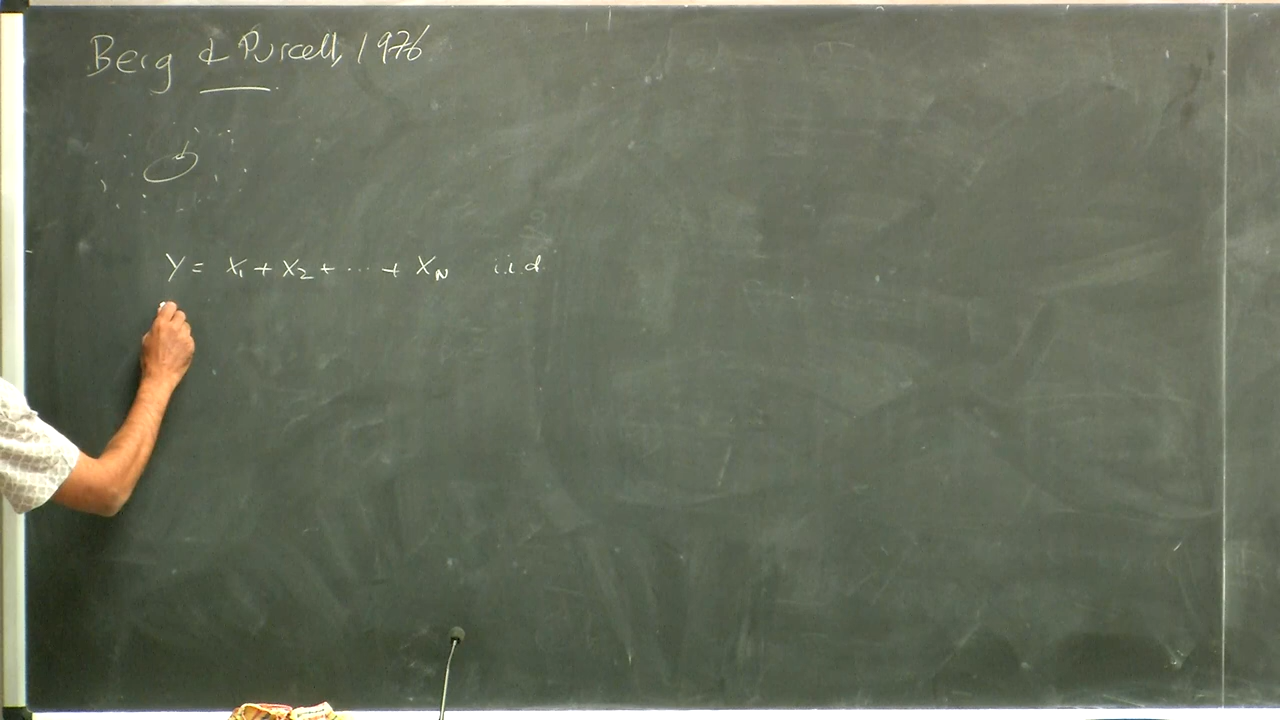 Berg & Purcell, 1976
Y = X₁ + X₂ + ··· + X_N i.i.d.